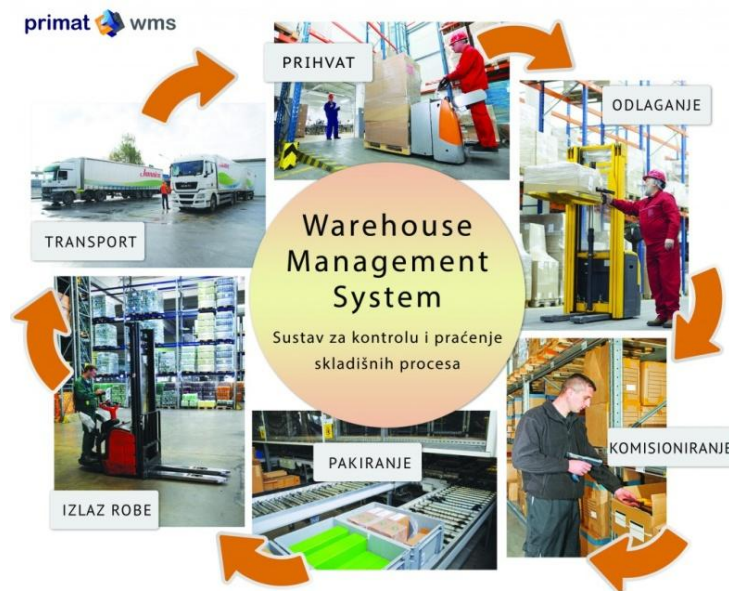 primat wms
PRIHVAT
ODLAGANJE
TRANSPORT
Warehouse
Management
System
Sustav za kontrolu i praćenje
skladišnih procesa
KOMISIONIRANJE
PAKIRANJE
IZLAZ ROBE